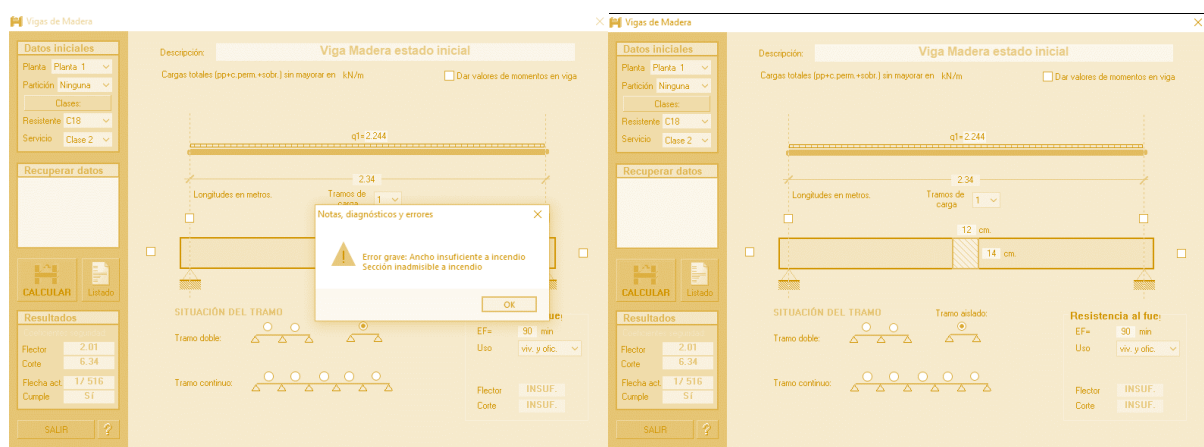 Vigas de Madera
Datos iniciales
Planta Planta 1
Partición Ninguna
Clases:
Resistente C18
Servicio Clase 2
Recuperar datos
CALCULAR Listado
Resultados
Flector 2.01
Corte 6.34
Flecha act. 1/ 516
Cumple Sí
SALIR ?
Descripción: Viga Madera estado inicial
Cargas totales (pp+c.perm.+sobr.) sin mayorar en kN/m Dar valores de momentos en viga
q1=2.244
2.34
Longitudes en metros. Tramos de carga 1
Notas, diagnósticos y errores
Error grave: Ancho insuficiente a incendio
Sección inadmisible a incendio
OK
SITUACIÓN DEL TRAMO
Tramo doble:
Tramo continuo:
EF= 90 min
Uso viv. y ofic.
Flector INSUF.
Corte INSUF.
Vigas de Madera
Datos iniciales
Planta Planta 1
Partición Ninguna
Clases:
Resistente C18
Servicio Clase 2
Recuperar datos
CALCULAR Listado
Resultados
Flector 2.01
Corte 6.34
Flecha act. 1/ 516
Cumple Sí
SALIR ?
Descripción: Viga Madera estado inicial
Cargas totales (pp+c.perm.+sobr.) sin mayorar en kN/m Dar valores de momentos en viga
q1=2.244
2.34
Longitudes en metros. Tramos de
carga 1
12 cm.
14 cm.
SITUACIÓN DEL TRAMO Tramo aislado:
Tramo doble:
Tramo continuo:
Resistencia al fue
EF= 90 min
Uso viv. y ofic.
Flector INSUF.
Corte INSUF.